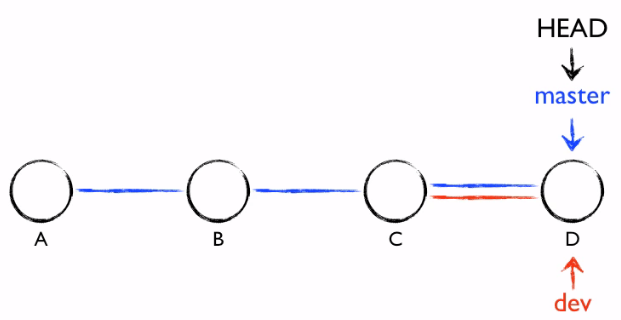 HEAD
master
A B C D
dev